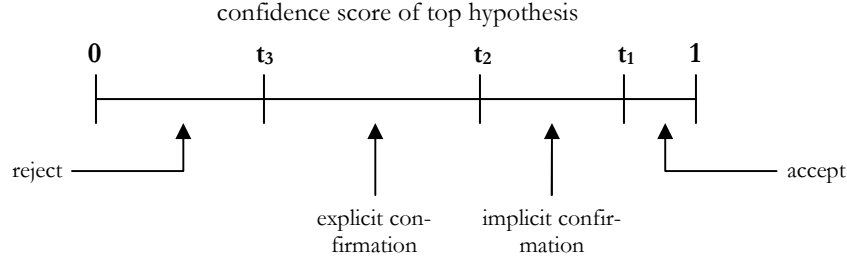 confidence score of top hypothesis
0 t₃ t₂ t₁ 1
reject
accept
explicit con-
firmation
implicit confir-
mation